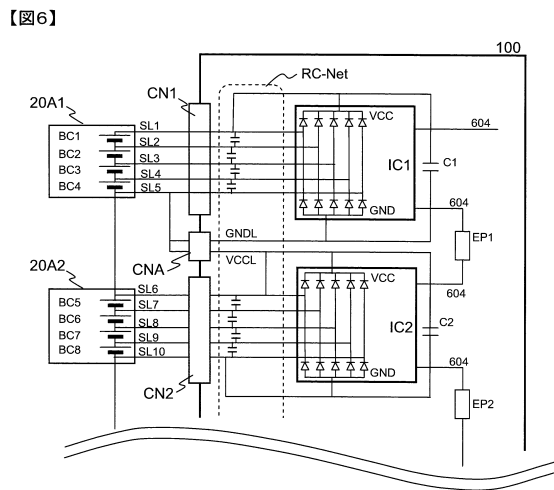 【図６】
100
RC-Net
20A1
CN1
SL1
BC1
SL2
BC2
SL3
BC3
SL4
BC4
SL5
VCC
604
IC1
C1
GND
604
GNDL
CNA
VCCL
EP1
20A2
SL6
BC5
SL7
BC6
SL8
BC7
SL9
BC8
SL10
VCC
604
IC2
C2
GND
604
CN2
EP2